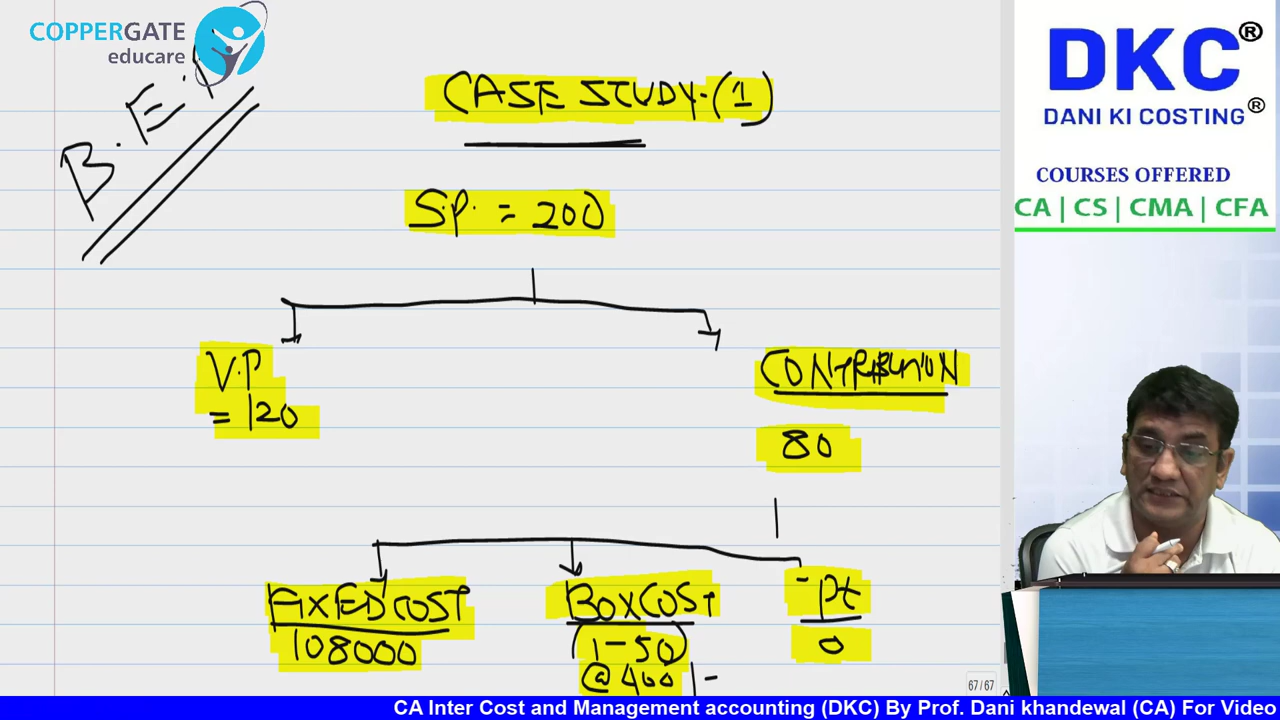 COPPERGATE
educare
B.E.P
CASE STUDY-(1)
S.P. = 200
V.P
= 120
CONTRIBUTION
80
FIXED COST
108000
BOX COST
(1-50)
@ 400/-
pt
0
67/67
DKC®
DANI KI COSTING®
COURSES OFFERED
CA | CS | CMA | CFA
CA Inter Cost and Management accounting (DKC) By Prof. Dani khandewal (CA) For Video